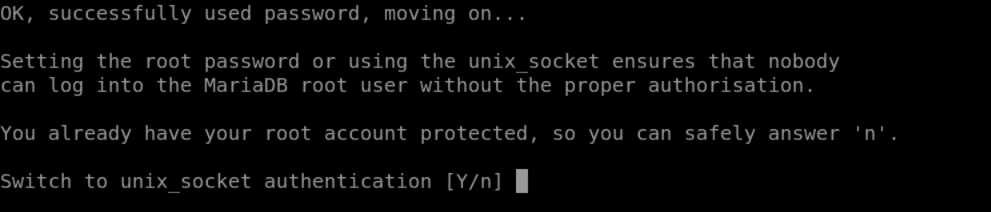 OK, successfully used password, moving on...
Setting the root password or using the unix_socket ensures that nobody
can log into the MariaDB root user without the proper authorisation.
You already have your root account protected, so you can safely answer 'n'.
Switch to unix_socket authentication [Y/n]